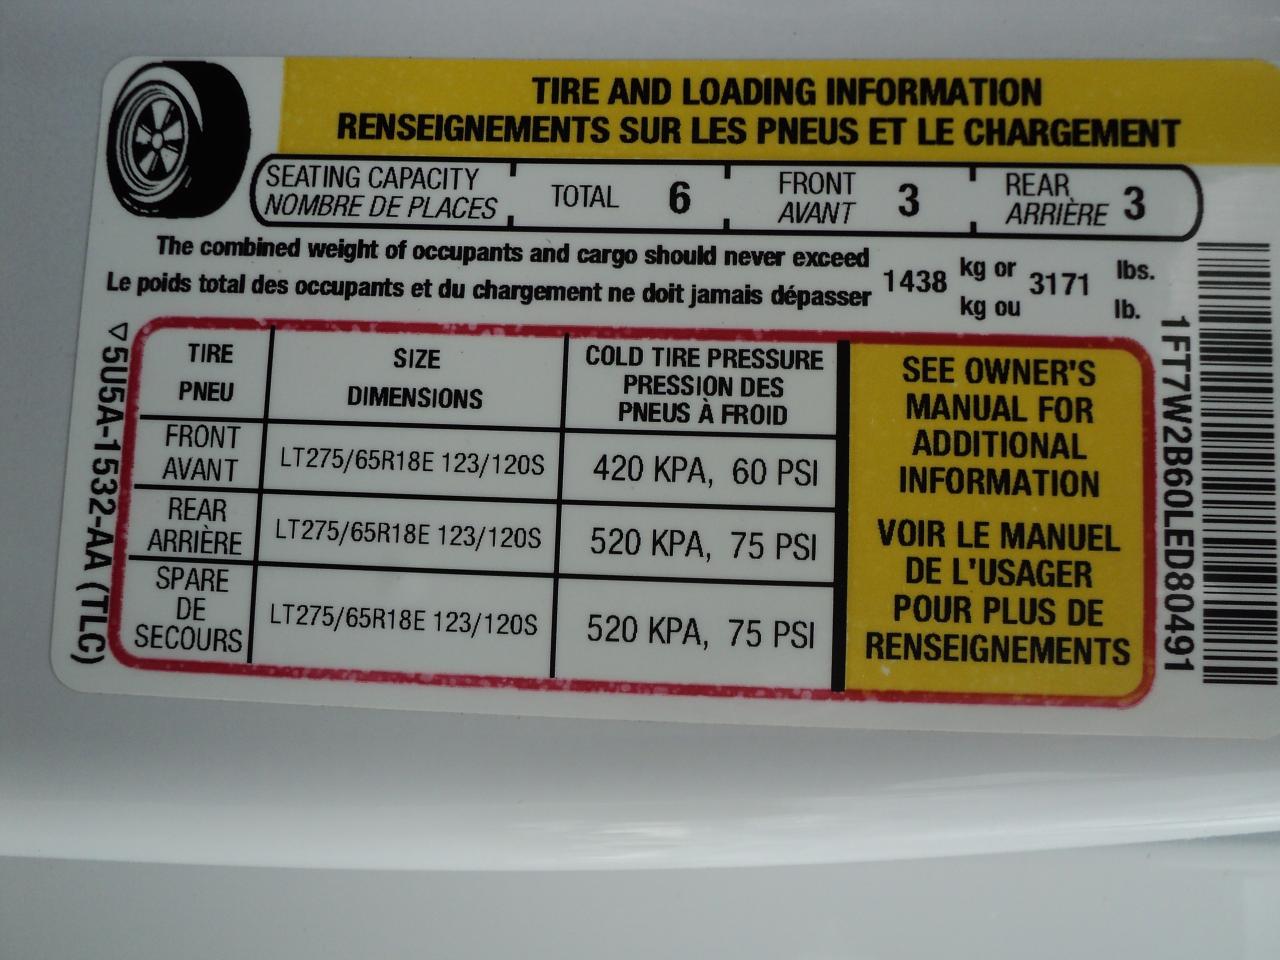 TIRE AND LOADING INFORMATION
RENSEIGNEMENTS SUR LES PNEUS ET LE CHARGEMENT
SEATING CAPACITY
NOMBRE DE PLACES
TOTAL 6
FRONT
AVANT
3
REAR
ARRIÈRE
3
The combined weight of occupants and cargo should never exceed
Le poids total des occupants et du chargement ne doit jamais dépasser
1438
kg or
kg ou
3171
lbs.
lb.
TIRE
PNEU
SIZE
DIMENSIONS
COLD TIRE PRESSURE
PRESSION DES
PNEUS À FROID
FRONT
AVANT
LT275/65R18E 123/120S
420 KPA, 60 PSI
REAR
ARRIÈRE
LT275/65R18E 123/120S
520 KPA, 75 PSI
SPARE
DE
SECOURS
LT275/65R18E 123/120S
520 KPA, 75 PSI
SEE OWNER'S
MANUAL FOR
ADDITIONAL
INFORMATION
VOIR LE MANUEL
DE L'USAGER
POUR PLUS DE
RENSEIGNEMENTS
5U5A-1532-AA (TLC)
1FT7W2B60LED80491